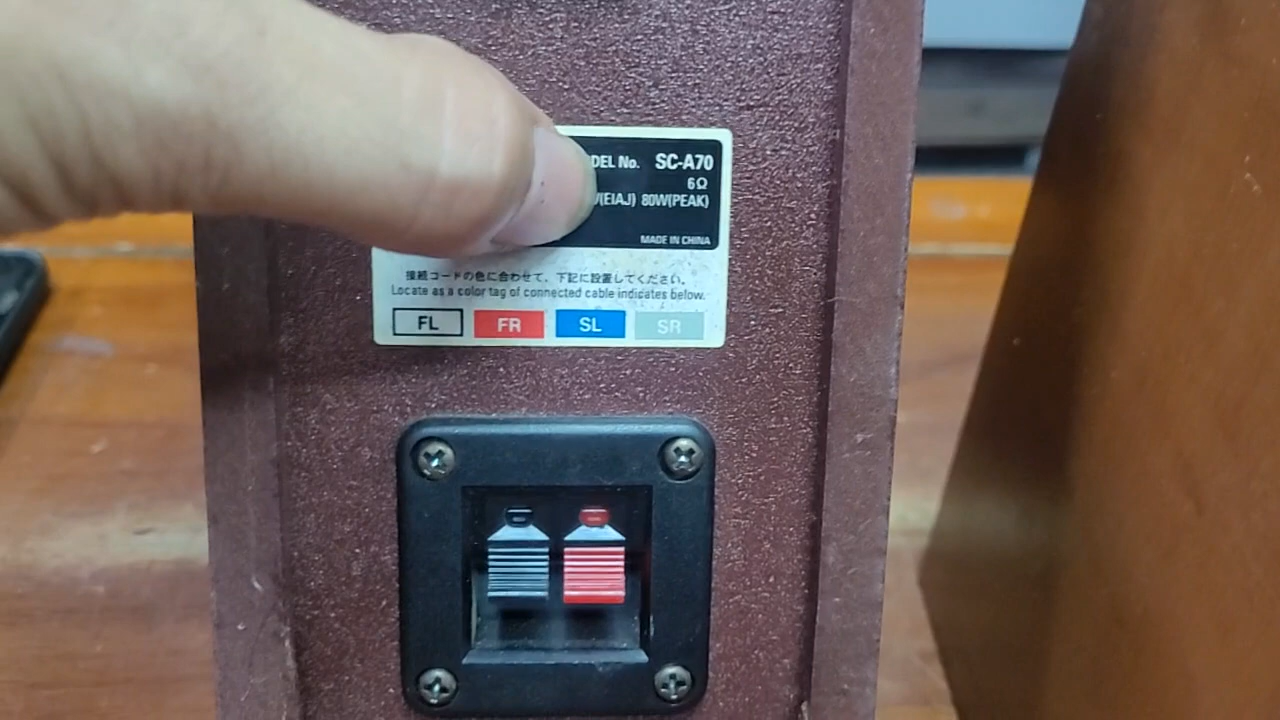 MODEL No. SC-A70
6Ω
(EIAJ) 80W(PEAK)
MADE IN CHINA
接続コードの色に合わせて、下記に設置してください。
Locate as a color tag of connected cable indicates below.
FL FR SL SR